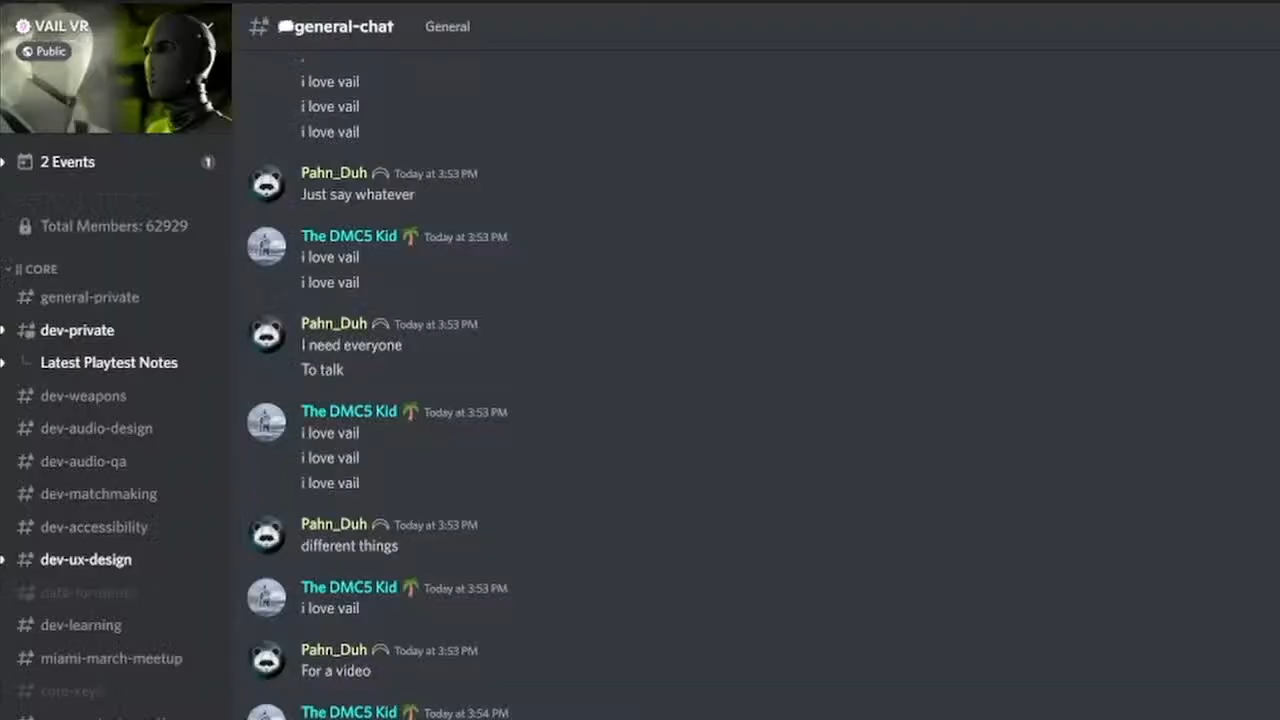 VAIL VR
Public
2 Events
1
Total Members: 62929
CORE
general-private
dev-private
Latest Playtest Notes
dev-weapons
dev-audio-design
dev-audio-qa
dev-matchmaking
dev-accessibility
dev-ux-design
dev-learning
miami-march-meetup
core-keys
general-chat
General
i love vail
i love vail
i love vail
Pahn_Duh Today at 3:53 PM
Just say whatever
The DMC5 Kid 🌴 Today at 3:53 PM
i love vail
i love vail
Pahn_Duh Today at 3:53 PM
I need everyone
To talk
The DMC5 Kid 🌴 Today at 3:53 PM
i love vail
i love vail
i love vail
Pahn_Duh Today at 3:53 PM
different things
The DMC5 Kid 🌴 Today at 3:53 PM
i love vail
Pahn_Duh Today at 3:53 PM
For a video
The DMC5 Kid 🌴 Today at 3:54 PM